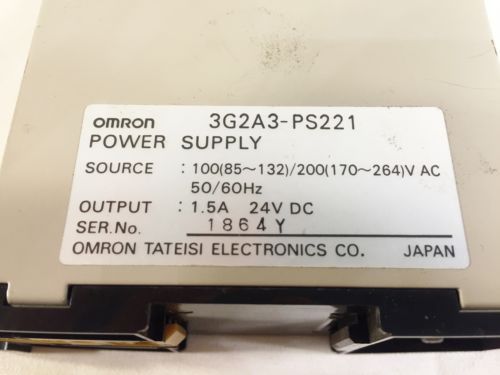 omron 3G2A3-PS221
POWER SUPPLY
SOURCE : 100(85~132)/200(170~264)V AC
50/60Hz
OUTPUT : 1.5A 24V DC
SER.No. 1864Y
OMRON TATEISI ELECTRONICS CO. JAPAN